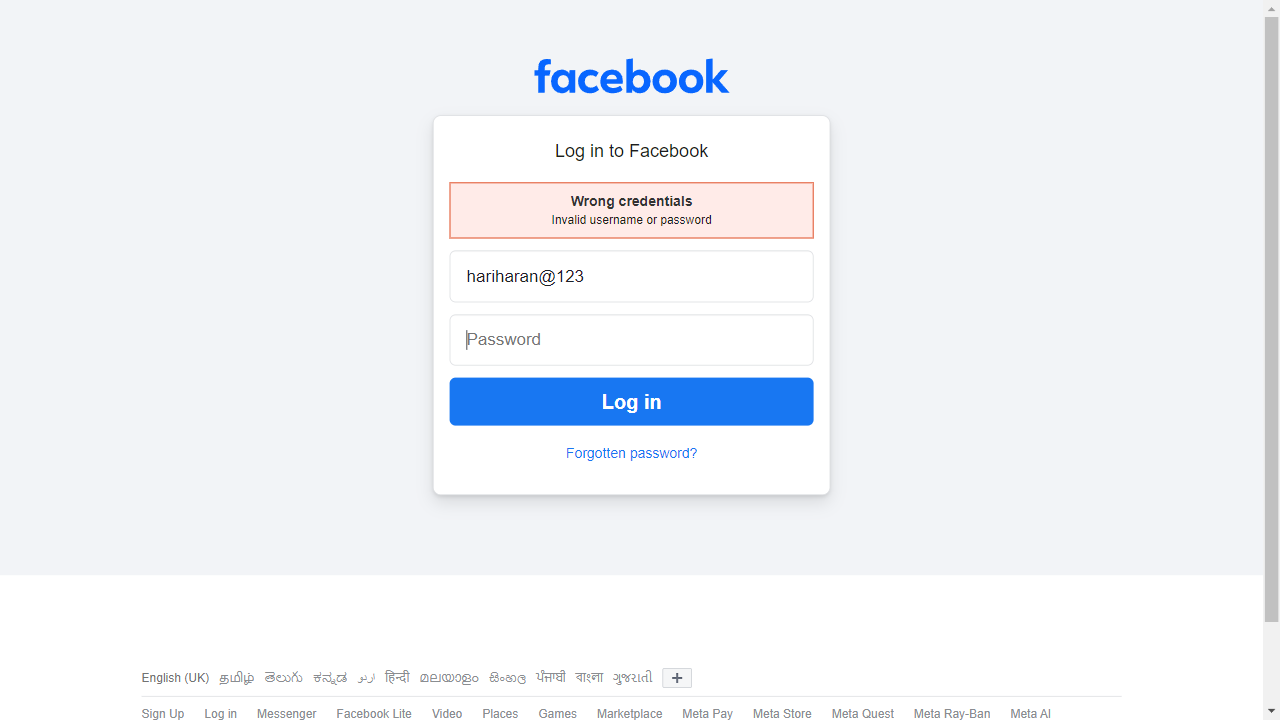 facebook
Log in to Facebook
Wrong credentials
Invalid username or password
hariharan@123
Password
Log in
Forgotten password?
English (UK) தமிழ் తెలుగు ಕನ್ನಡ اردو हिन्दी മലയാളം සිංහල ਪੰਜਾਬੀ বাংলা ગુજરાતી +
Sign Up Log in Messenger Facebook Lite Video Places Games Marketplace Meta Pay Meta Store Meta Quest Meta Ray-Ban Meta AI